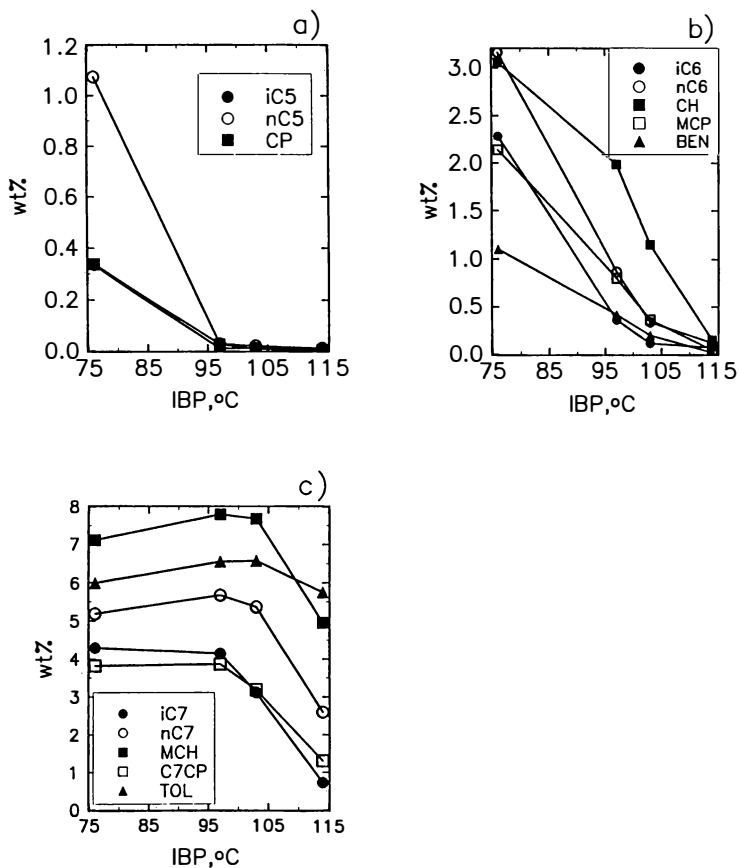 a)
1.2
1.0
0.8
0.6
0.4
0.2
0.0
wt%
iC5
nC5
CP
75 85 95 105 115
IBP,oC
b)
3.0
2.5
2.0
1.5
1.0
0.5
0.0
wt%
iC6
nC6
CH
MCP
BEN
75 85 95 105 115
IBP,oC
c)
8
7
6
5
4
3
2
1
0
wt%
iC7
nC7
MCH
C7CP
TOL
75 85 95 105 115
IBP,oC